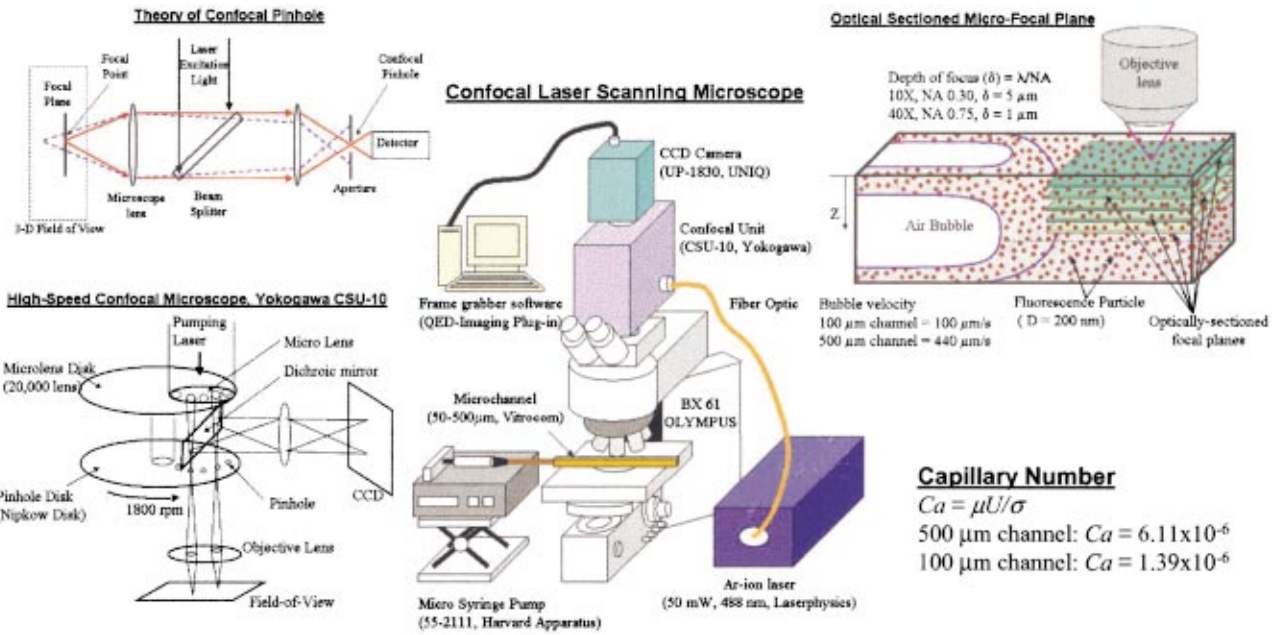 Theory of Confocal Pinhole
Laser
Excitation
Light
Focal
Point
Confocal
Pinhole
Focal
Plane
Detector
Microscope
lens
Beam
Splitter
Aperture
3-D Field of View
High-Speed Confocal Microscope, Yokogawa CSU-10
Pumping
Laser
Micro Lens
Microlens Disk
(20,000 lens)
Dichroic mirror
Pinhole Disk
(Nipkow Disk)
1800 rpm
Pinhole
CCD
Objective Lens
Field-of-View
Confocal Laser Scanning Microscope
CCD Camera
(UP-1830, UNIQ)
Confocal Unit
(CSU-10, Yokogawa)
Frame grabber software
(QED-Imaging Plug-in)
Fiber Optic
Microchannel
(50-500µm, Vitrocom)
BX 61
OLYMPUS
Micro Syringe Pump
(55-2111, Harvard Apparatus)
Ar-ion laser
(50 mW, 488 nm, Laserphysics)
Optical Sectioned Micro-Focal Plane
Objective
lens
Depth of focus (δ) = λ/NA
10X, NA 0.30, δ = 5 µm
40X, NA 0.75, δ = 1 µm
Z
Air Bubble
Bubble velocity
100 µm channel = 100 µm/s
500 µm channel = 440 µm/s
Fluorescence Particle
( D = 200 nm)
Optically-sectioned
focal planes
Capillary Number
Ca = µU/σ
500 µm channel: Ca = 6.11x10⁻⁶
100 µm channel: Ca = 1.39x10⁻⁶